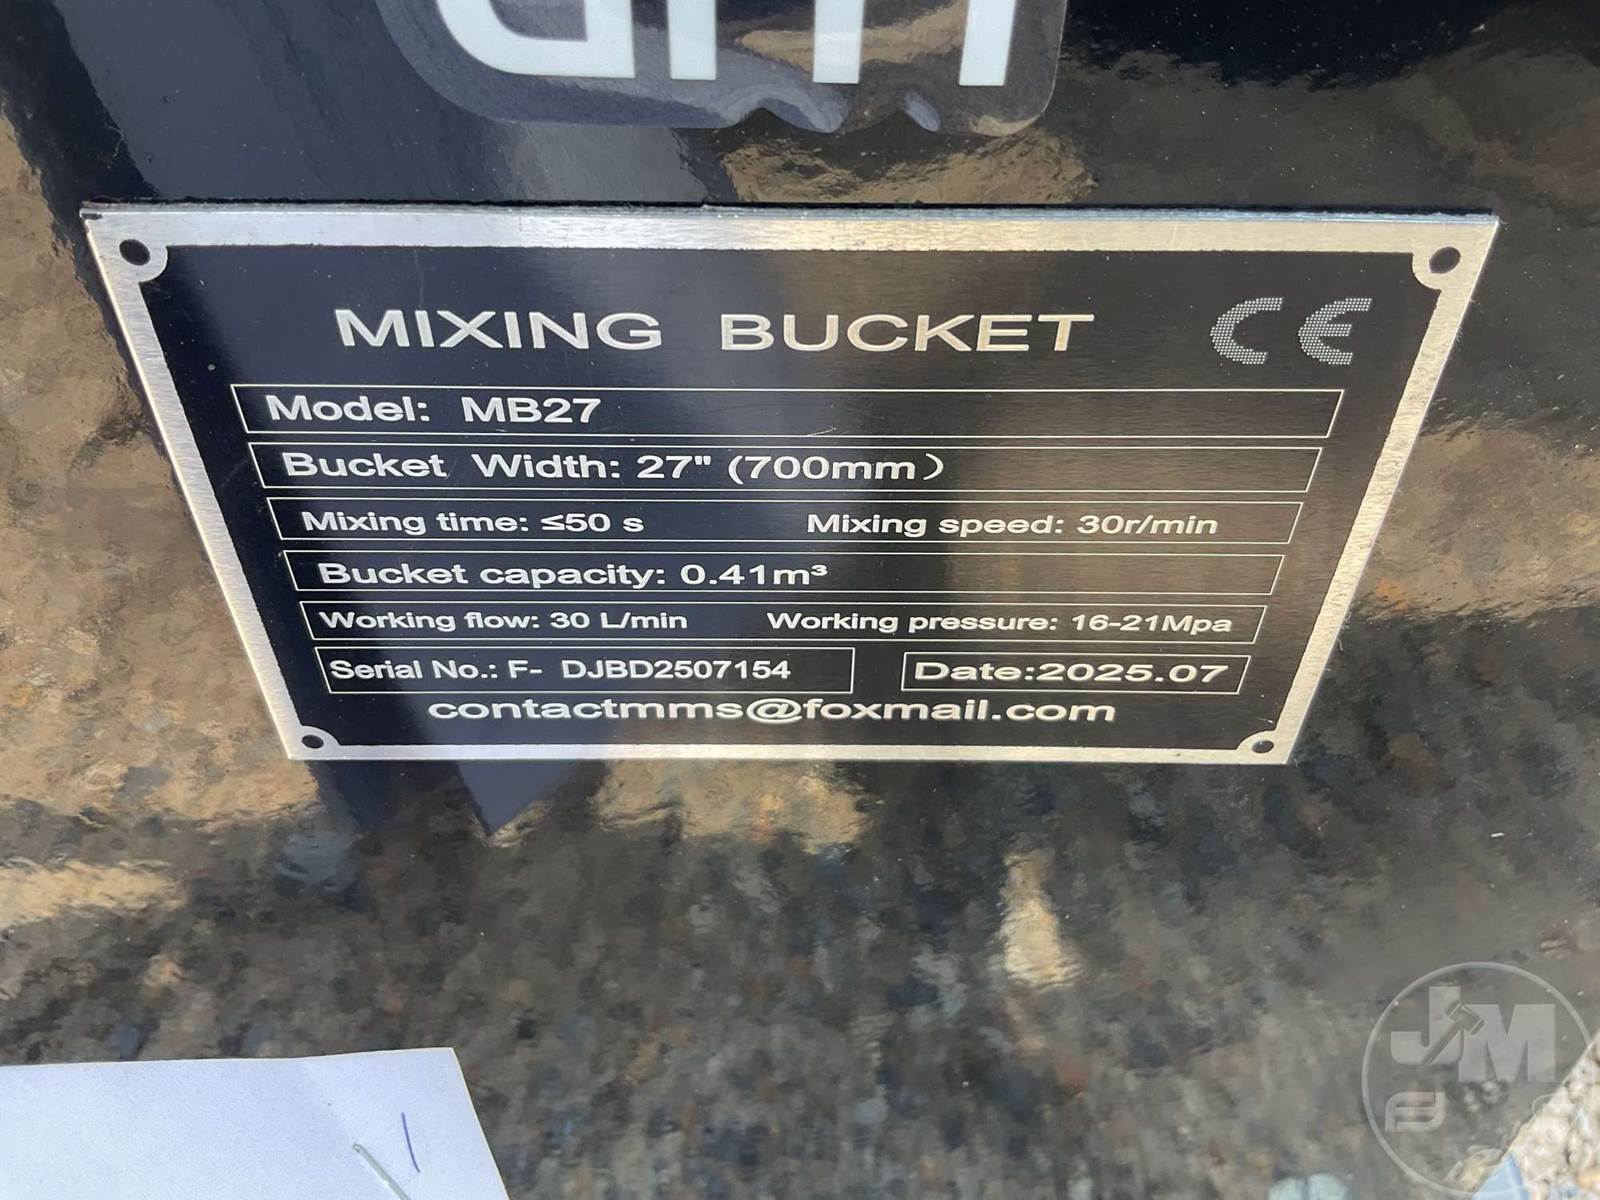 MIXING BUCKET CE
Model: MB27
Bucket Width: 27" (700mm）
Mixing time: ≤50 s Mixing speed: 30r/min
Bucket capacity: 0.41m³
Working flow: 30 L/min Working pressure: 16-21Mpa
Serial No.: F- DJBD2507154 Date:2025.07
contactmms@foxmail.com
JM